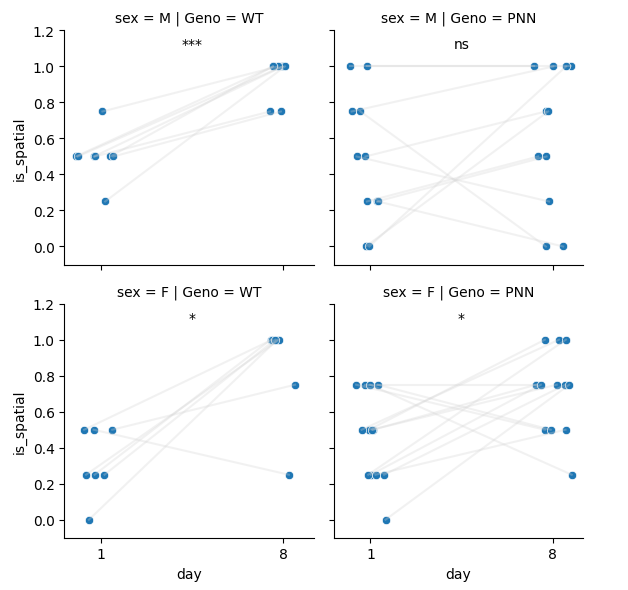 sex = M | Geno = WT
sex = M | Geno = PNN
1.2
1.0
0.8
0.6
0.4
0.2
0.0
is_spatial
***
ns
sex = F | Geno = WT
sex = F | Geno = PNN
1.2
1.0
0.8
0.6
0.4
0.2
0.0
is_spatial
*
*
1
8
1
8
day
day